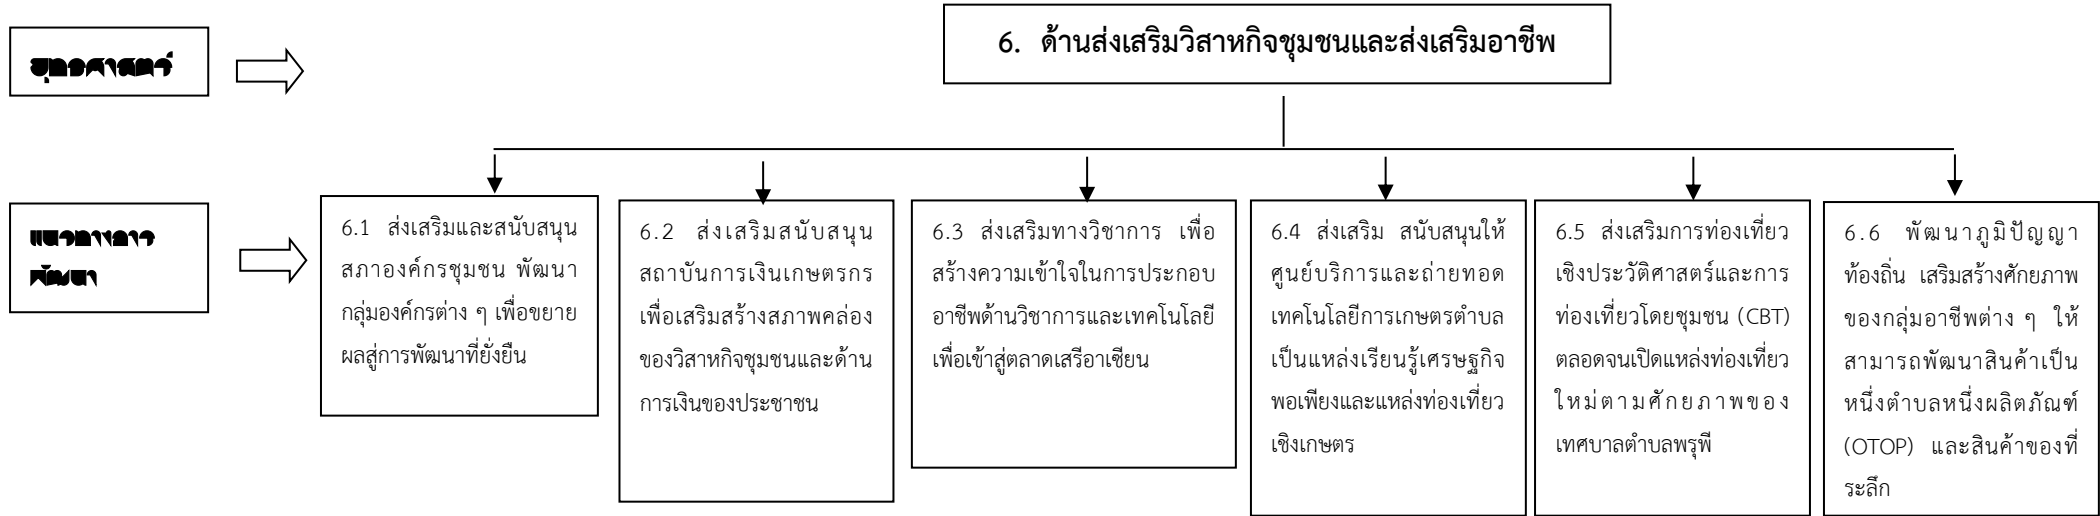 ยุทธศาสตร์
6. ด้านส่งเสริมวิสาหกิจชุมชนและส่งเสริมอาชีพ
แนวทางการ
พัฒนา
6.1 ส่งเสริมและสนับสนุน
สภาองค์กรชุมชน พัฒนา
กลุ่มองค์กรต่าง ๆ เพื่อขยาย
ผลสู่การพัฒนาที่ยั่งยืน
6.2 ส่งเสริมสนับสนุน
สถาบันการเงินเกษตรกร
เพื่อเสริมสร้างสภาพคล่อง
ของวิสาหกิจชุมชนและด้าน
การเงินของประชาชน
6.3 ส่งเสริมทางวิชาการ เพื่อ
สร้างความเข้าใจในการประกอบ
อาชีพด้านวิชาการและเทคโนโลยี
เพื่อเข้าสู่ตลาดเสรีอาเซียน
6.4 ส่งเสริม สนับสนุนให้
ศูนย์บริการและถ่ายทอด
เทคโนโลยีการเกษตรตำบล
เป็นแหล่งเรียนรู้เศรษฐกิจ
พอเพียงและแหล่งท่องเที่ยว
เชิงเกษตร
6.5 ส่งเสริมการท่องเที่ยว
เชิงประวัติศาสตร์และการ
ท่องเที่ยวโดยชุมชน (CBT)
ตลอดจนเปิดแหล่งท่องเที่ยว
ใหม่ตามศักยภาพของ
เทศบาลตำบลพรุพี
6.6 พัฒนาภูมิปัญญา
ท้องถิ่น เสริมสร้างศักยภาพ
ของกลุ่มอาชีพต่าง ๆ ให้
สามารถพัฒนาสินค้าเป็น
หนึ่งตำบลหนึ่งผลิตภัณฑ์
(OTOP) และสินค้าของที่
ระลึก